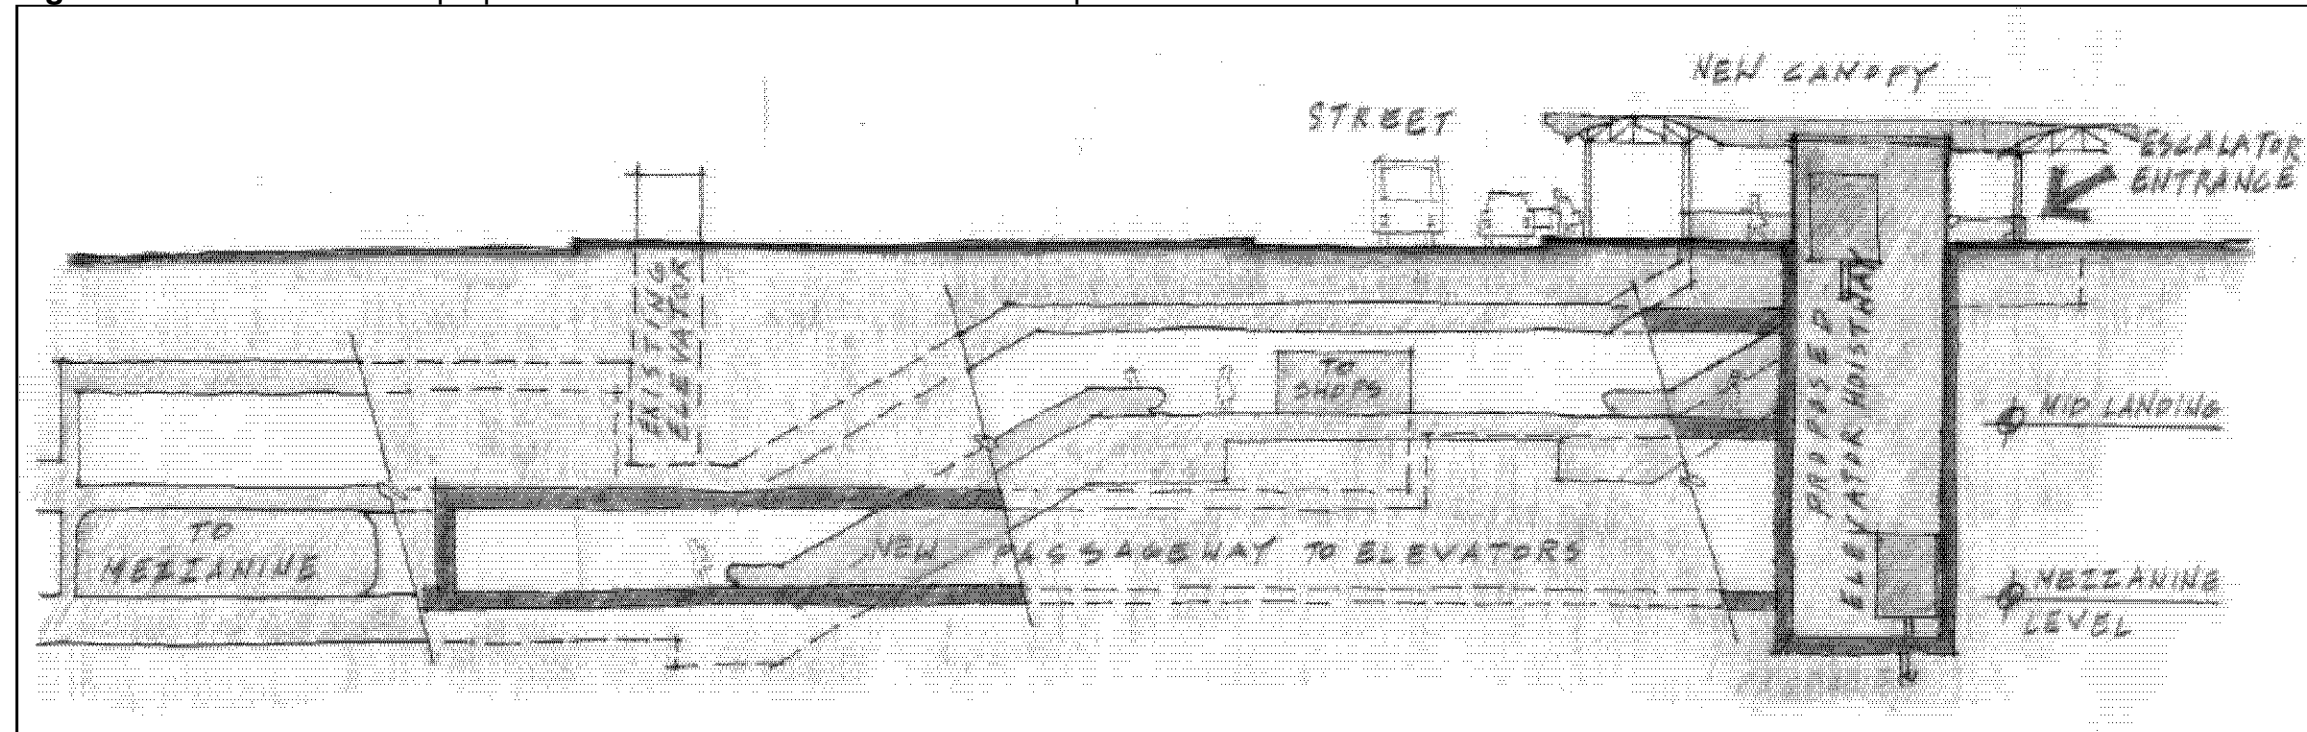 NEW CANOPY
STREET
ESCALATOR
ENTRANCE
EXISTING
ELEVATOR
TO
SHOPS
PROPOSED
ELEVATOR HOISTWAY
MID LANDING
TO
MEZZANINE
NEW PASSAGEWAY TO ELEVATORS
MEZZANINE
LEVEL